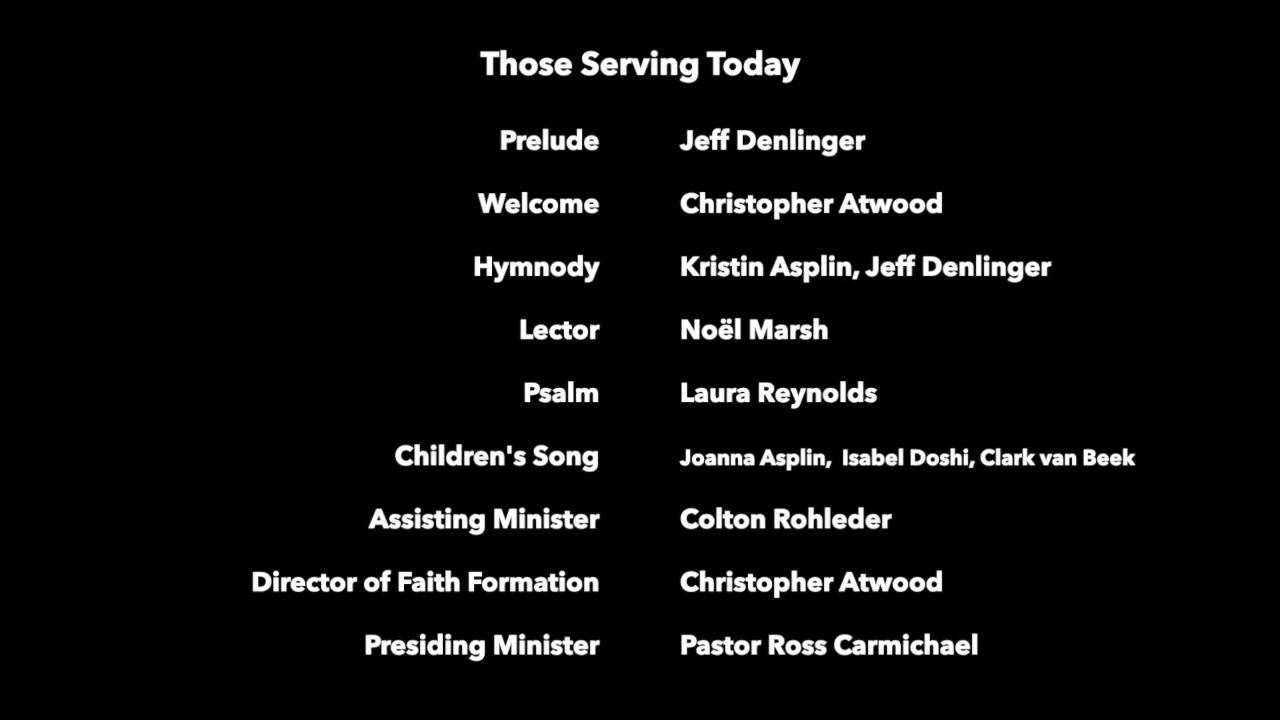 Those Serving Today
Prelude Jeff Denlinger
Welcome Christopher Atwood
Hymnody Kristin Asplin, Jeff Denlinger
Lector Noël Marsh
Psalm Laura Reynolds
Children's Song Joanna Asplin, Isabel Doshi, Clark van Beek
Assisting Minister Colton Rohleder
Director of Faith Formation Christopher Atwood
Presiding Minister Pastor Ross Carmichael